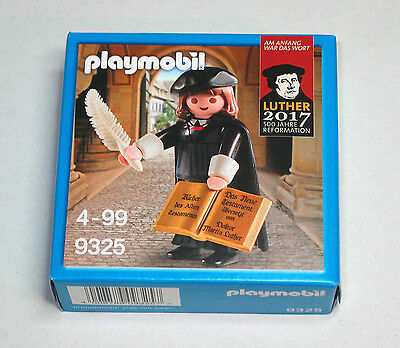 playmobil
AM ANFANG
WAR DAS WORT
LUTHER
2017
500 JAHRE
REFORMATION
Bücher
des Alten
Testaments
Das Neue
Testament
übersetzt
von
Doktor
Martin Luther
4-99
9325
playmobil
9325